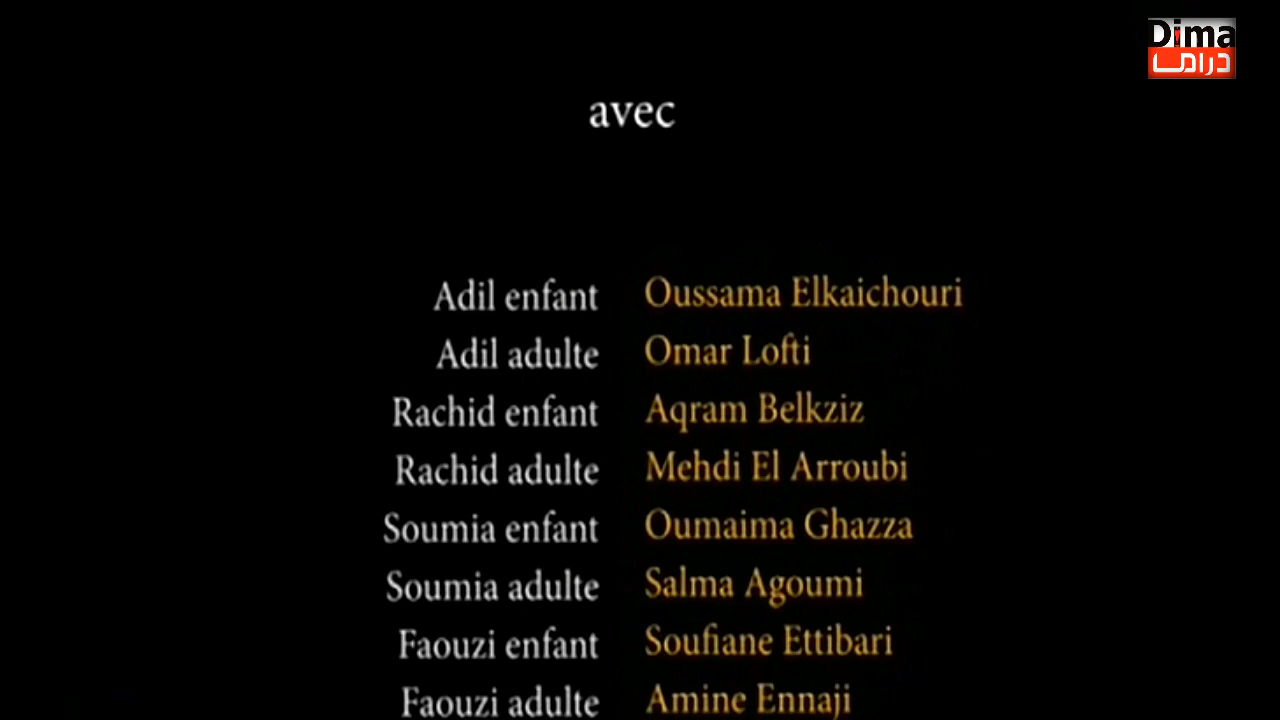 Dima
دراما
avec
Adil enfant Oussama Elkaichouri
Adil adulte Omar Lofti
Rachid enfant Aqram Belkziz
Rachid adulte Mehdi El Arroubi
Soumia enfant Oumaima Ghazza
Soumia adulte Salma Agoumi
Faouzi enfant Soufiane Ettibari
Faouzi adulte Amine Ennaji